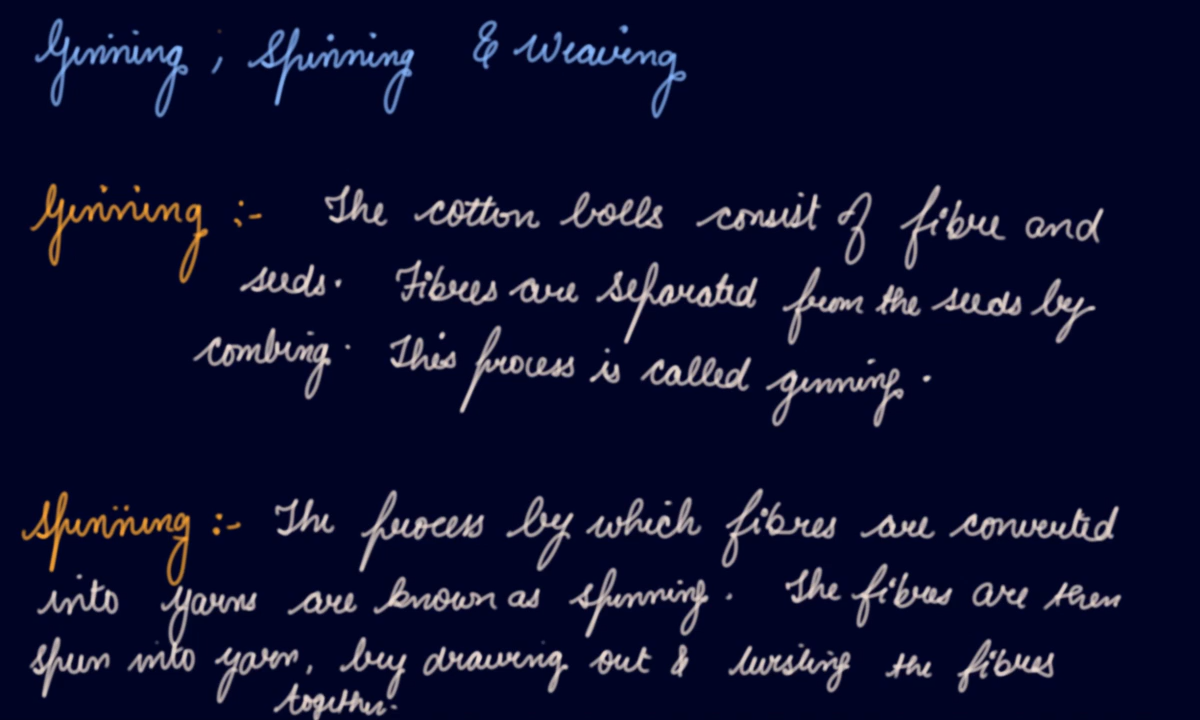 Ginning, Spinning & Weaving
Ginning :- The cotton bolls consist of fibre and
seeds. Fibres are separated from the seeds by
combing. This process is called ginning.
Spinning :- The process by which fibres are converted
into yarns are known as spinning. The fibres are then
spun into yarn, by drawing out & the fibres
together.